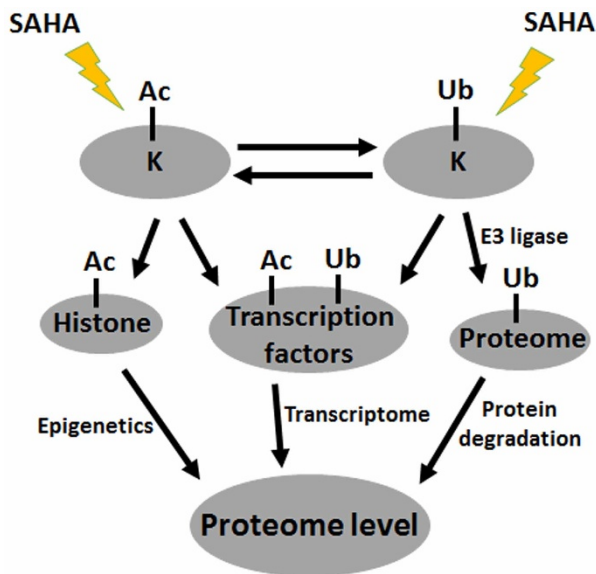 SAHA
SAHA
Ac
Ub
K
K
E3 ligase
Ac
Ac
Ub
Ub
Histone
Transcription
factors
Proteome
Epigenetics
Transcriptome
Protein
degradation
Proteome level